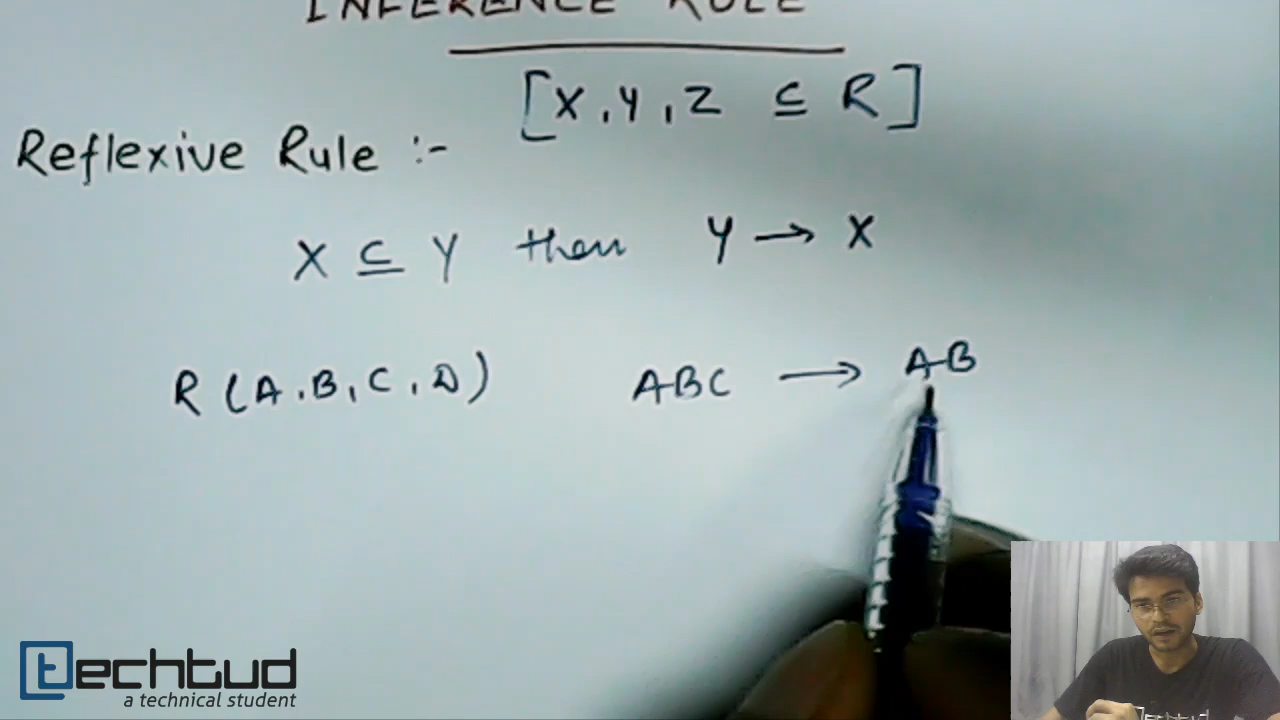 INFERENCE RULE
[X, Y, Z ⊆ R]
Reflexive Rule :-
X ⊆ Y then Y → X
R (A, B, C, D) ABC → AB
techtud
a technical student